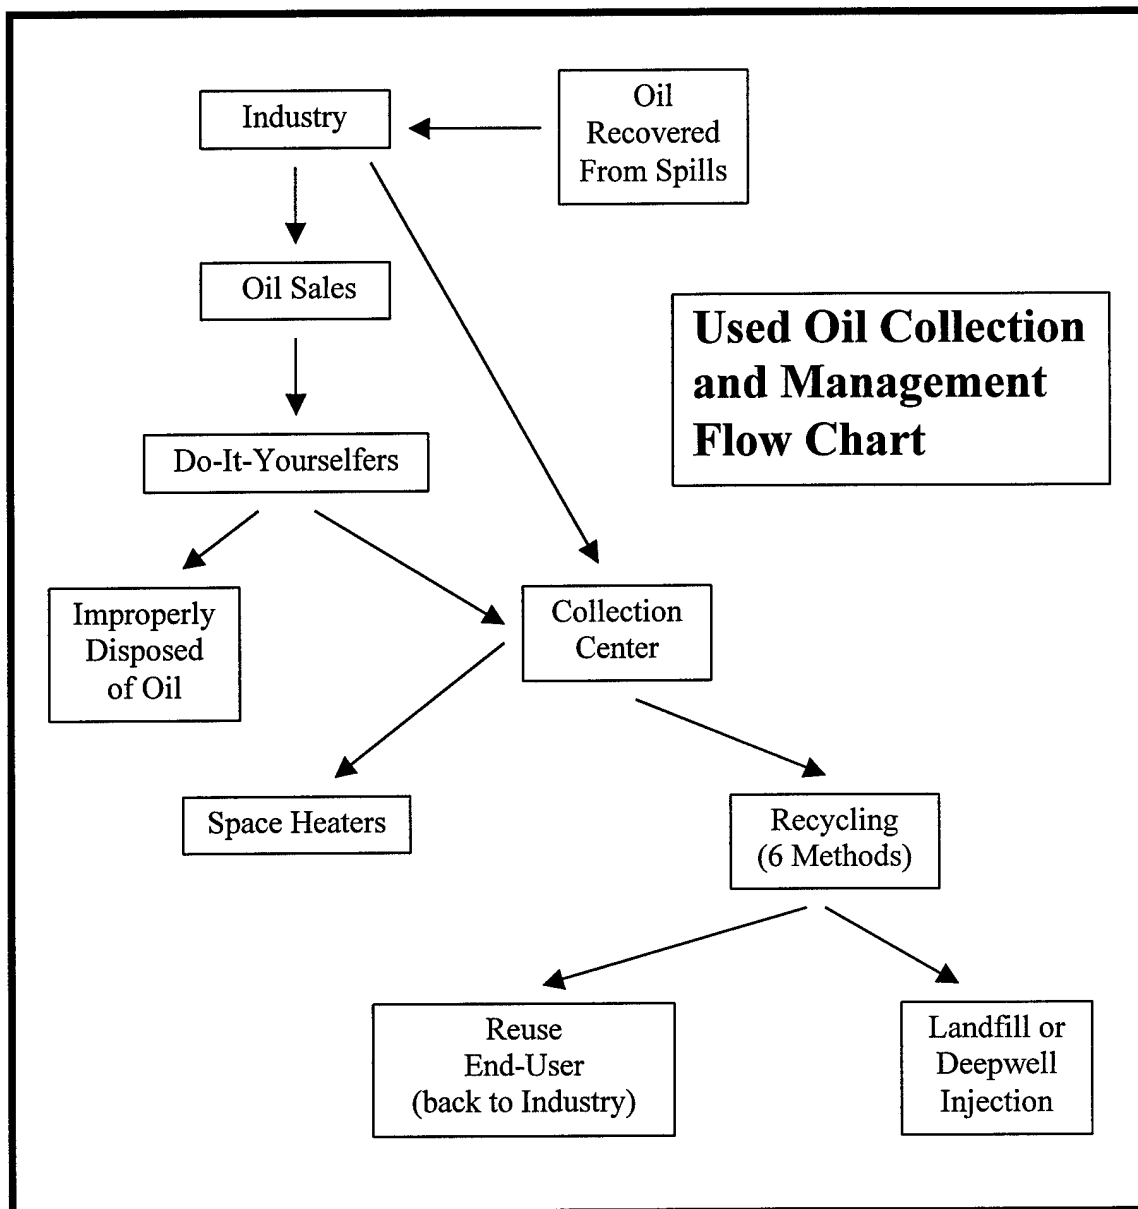 Industry
Oil
Recovered
From Spills
Oil Sales
Used Oil Collection
and Management
Flow Chart
Do-It-Yourselfers
Improperly
Disposed
of Oil
Collection
Center
Space Heaters
Recycling
(6 Methods)
Reuse
End-User
(back to Industry)
Landfill or
Deepwell
Injection